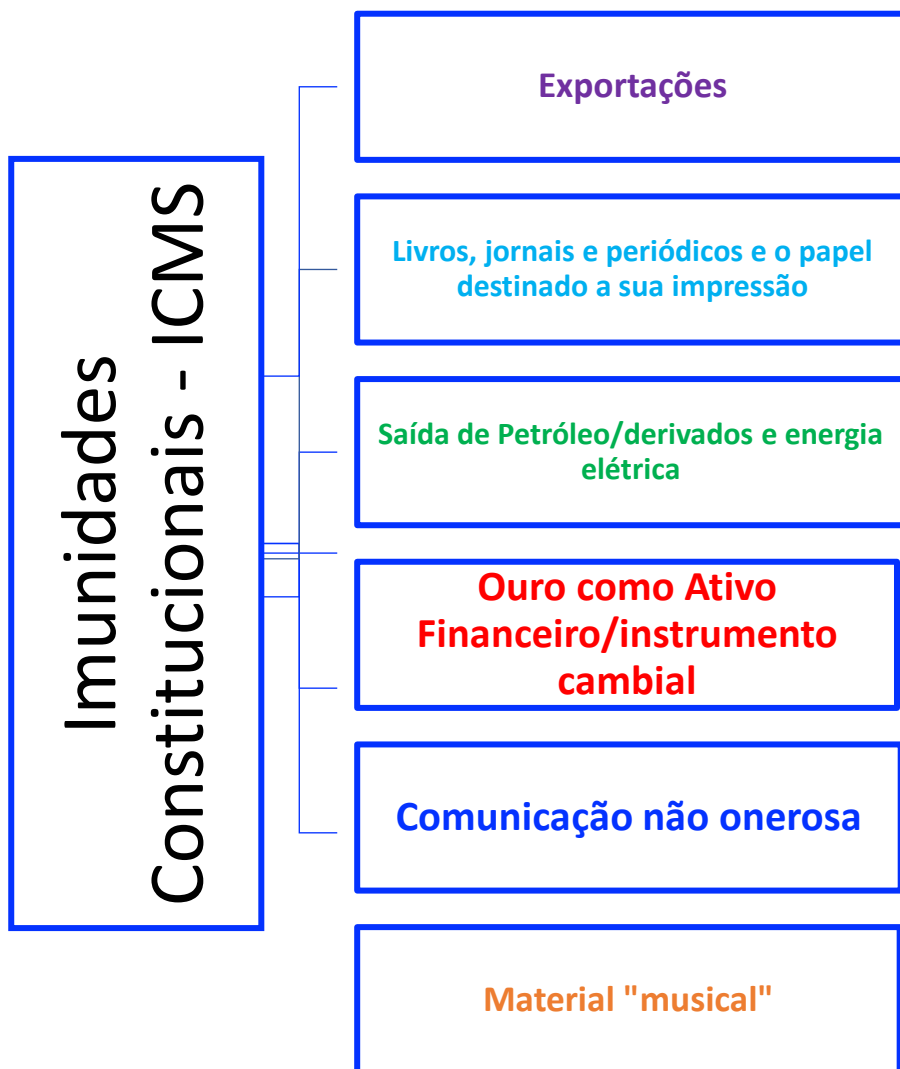 Imunidades
Constitucionais - ICMS
Exportações
Livros, jornais e periódicos e o papel
destinado a sua impressão
Saída de Petróleo/derivados e energia
elétrica
Ouro como Ativo
Financeiro/instrumento
cambial
Comunicação não onerosa
Material "musical"